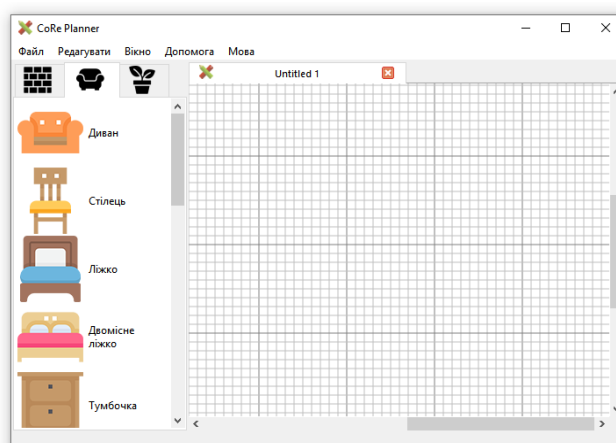 CoRe Planner
Файл Редагувати Вікно Допомога Мова
Untitled 1
Диван
Стілець
Ліжко
Двомісне
ліжко
Тумбочка